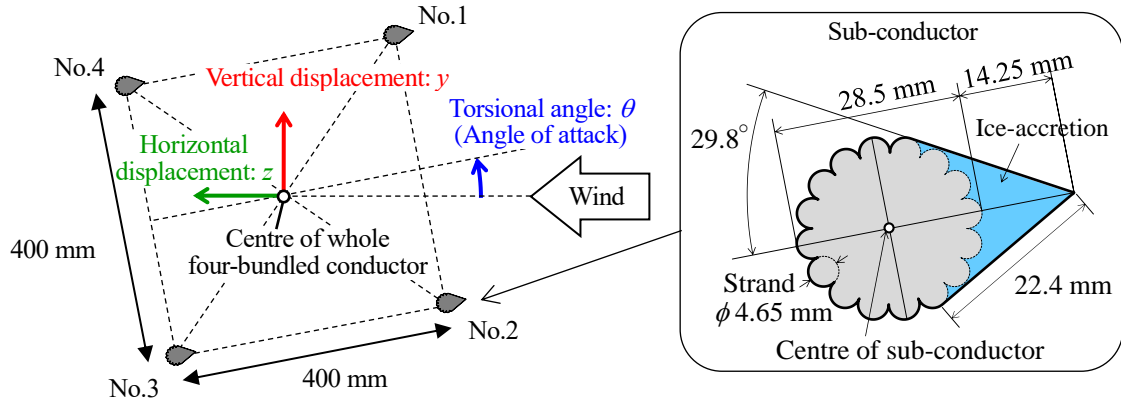 No.1
No.4
Vertical displacement: y
Torsional angle: θ
(Angle of attack)
Horizontal
displacement: z
Wind
Centre of whole
four-bundled conductor
400 mm
No.2
No.3
400 mm
Sub-conductor
14.25 mm
28.5 mm
29.8°
Ice-accretion
Strand
ϕ 4.65 mm
22.4 mm
Centre of sub-conductor